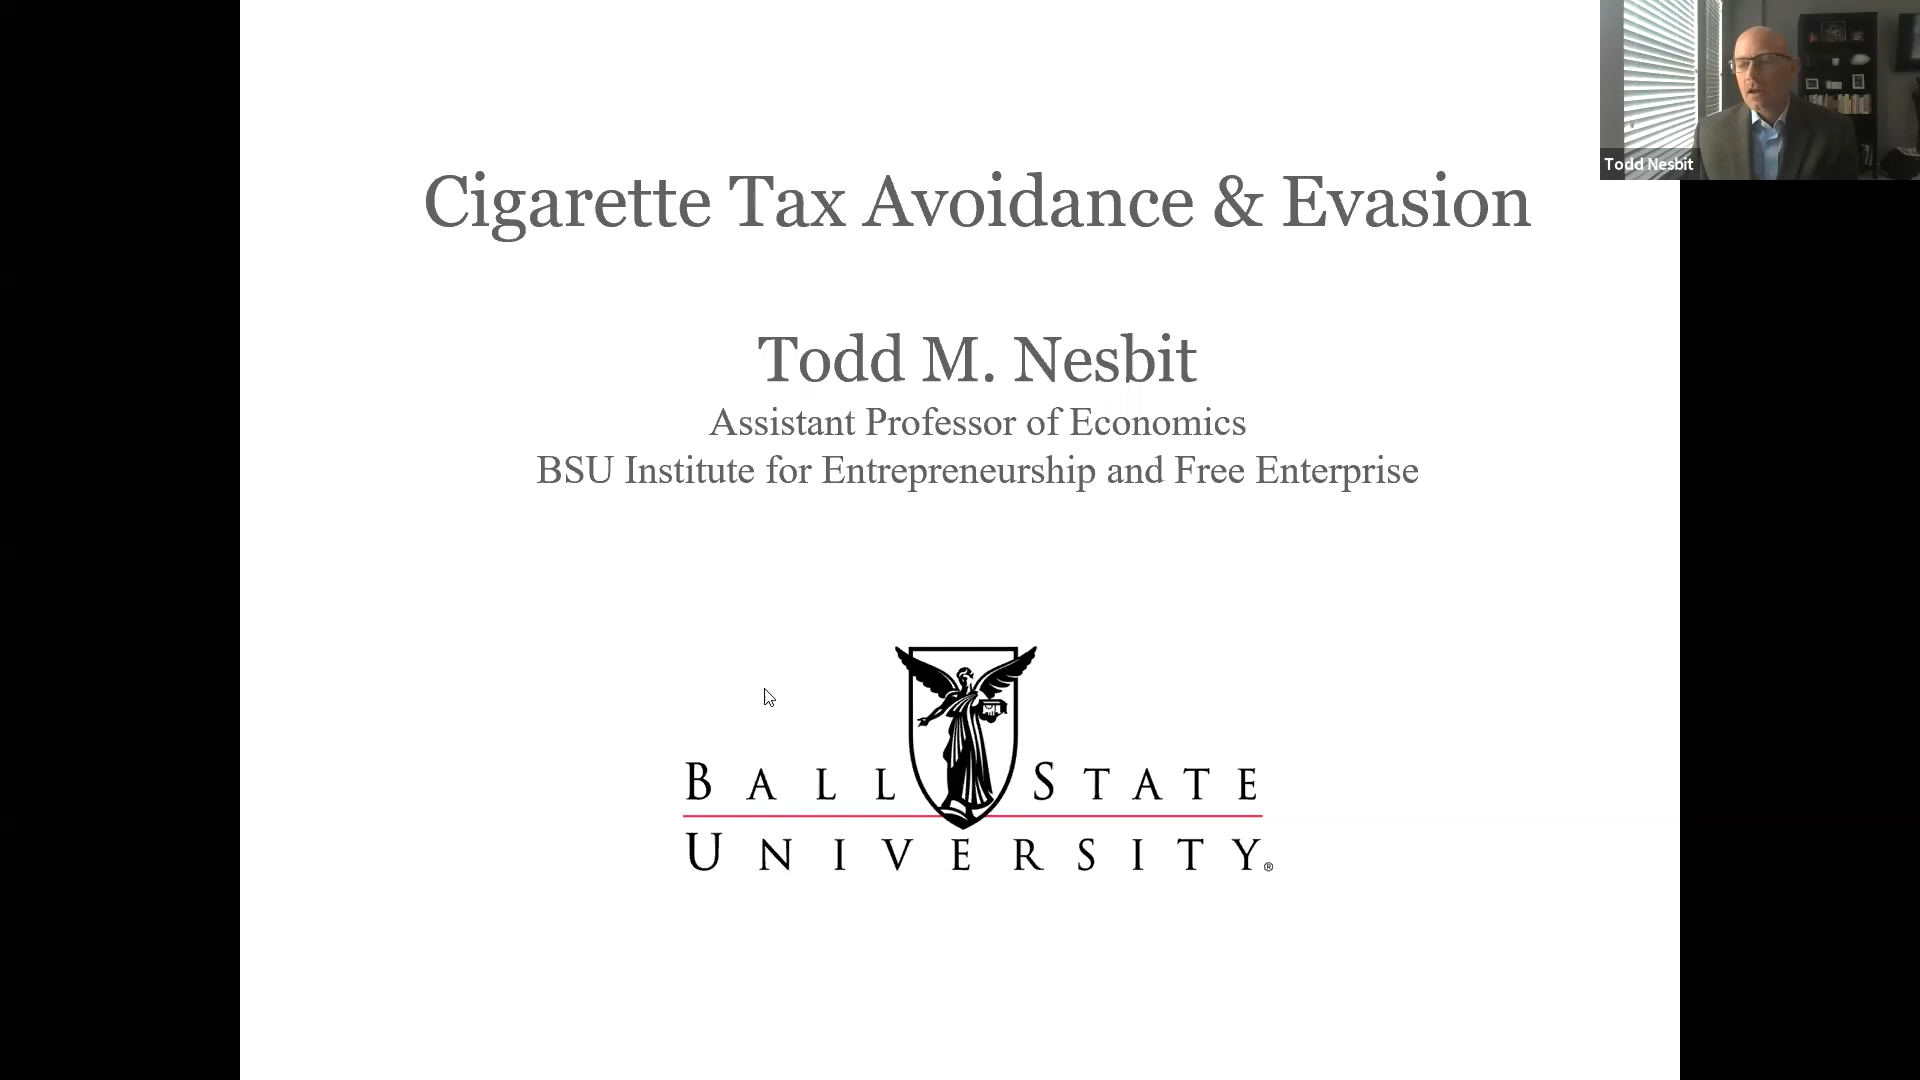 Cigarette Tax Avoidance & Evasion
Todd M. Nesbit
Assistant Professor of Economics
BSU Institute for Entrepreneurship and Free Enterprise
BALL STATE
UNIVERSITY®
Todd Nesbit